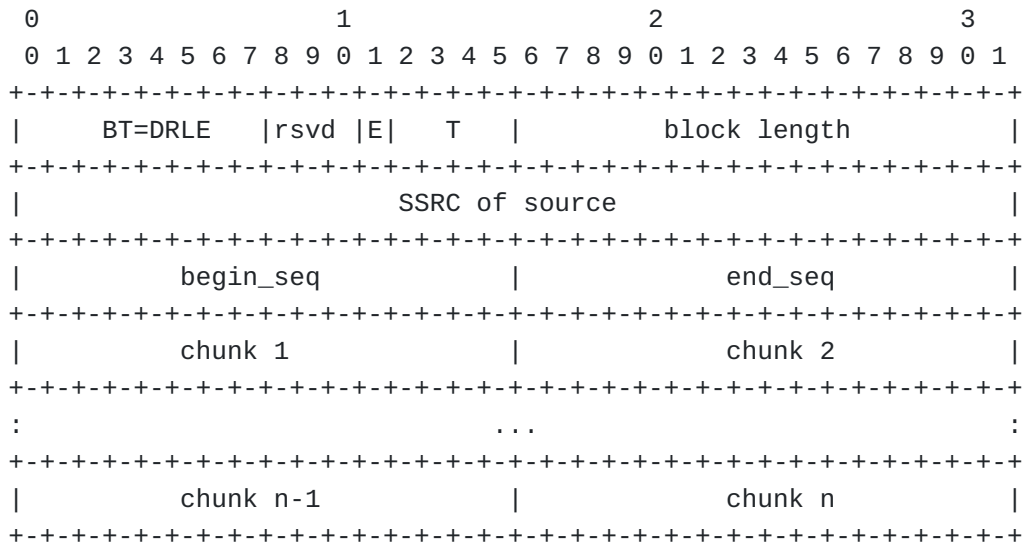 0                   1                   2                   3
 0 1 2 3 4 5 6 7 8 9 0 1 2 3 4 5 6 7 8 9 0 1 2 3 4 5 6 7 8 9 0 1
+-+-+-+-+-+-+-+-+-+-+-+-+-+-+-+-+-+-+-+-+-+-+-+-+-+-+-+-+-+-+-+-+
|     BT=DRLE   |rsvd |E|   T   |         block length          |
+-+-+-+-+-+-+-+-+-+-+-+-+-+-+-+-+-+-+-+-+-+-+-+-+-+-+-+-+-+-+-+-+
|                        SSRC of source                         |
+-+-+-+-+-+-+-+-+-+-+-+-+-+-+-+-+-+-+-+-+-+-+-+-+-+-+-+-+-+-+-+-+
|          begin_seq            |             end_seq           |
+-+-+-+-+-+-+-+-+-+-+-+-+-+-+-+-+-+-+-+-+-+-+-+-+-+-+-+-+-+-+-+-+
|          chunk 1              |             chunk 2           |
+-+-+-+-+-+-+-+-+-+-+-+-+-+-+-+-+-+-+-+-+-+-+-+-+-+-+-+-+-+-+-+-+
:                              ...                              :
+-+-+-+-+-+-+-+-+-+-+-+-+-+-+-+-+-+-+-+-+-+-+-+-+-+-+-+-+-+-+-+-+
|          chunk n-1            |             chunk n           |
+-+-+-+-+-+-+-+-+-+-+-+-+-+-+-+-+-+-+-+-+-+-+-+-+-+-+-+-+-+-+-+-+